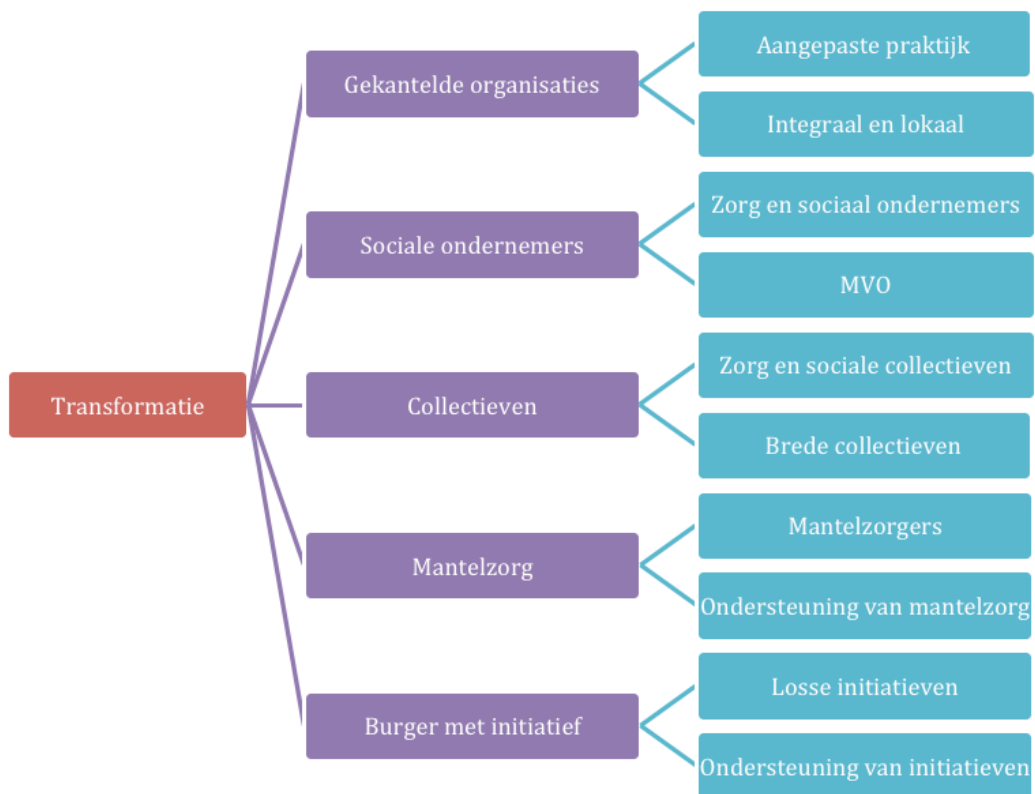 Transformatie
Gekantelde organisaties
Aangepaste praktijk
Integraal en lokaal
Sociale ondernemers
Zorg en sociaal ondernemers
MVO
Collectieven
Zorg en sociale collectieven
Brede collectieven
Mantelzorg
Mantelzorgers
Ondersteuning van mantelzorg
Burger met initiatief
Losse initiatieven
Ondersteuning van initiatieven